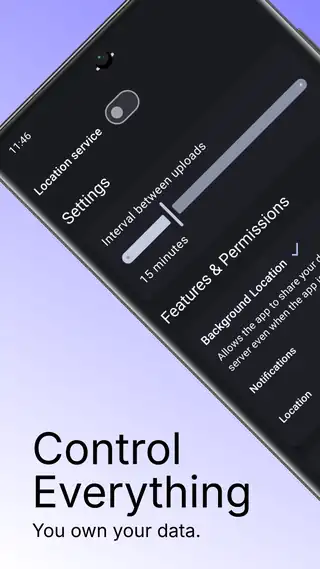 11:46
Location service
Settings
Interval between uploads
15 minutes
Features & Permissions
Background Location
Allows the app to share your
server even when the app is
Notifications
Location
Control
Everything
You own your data.